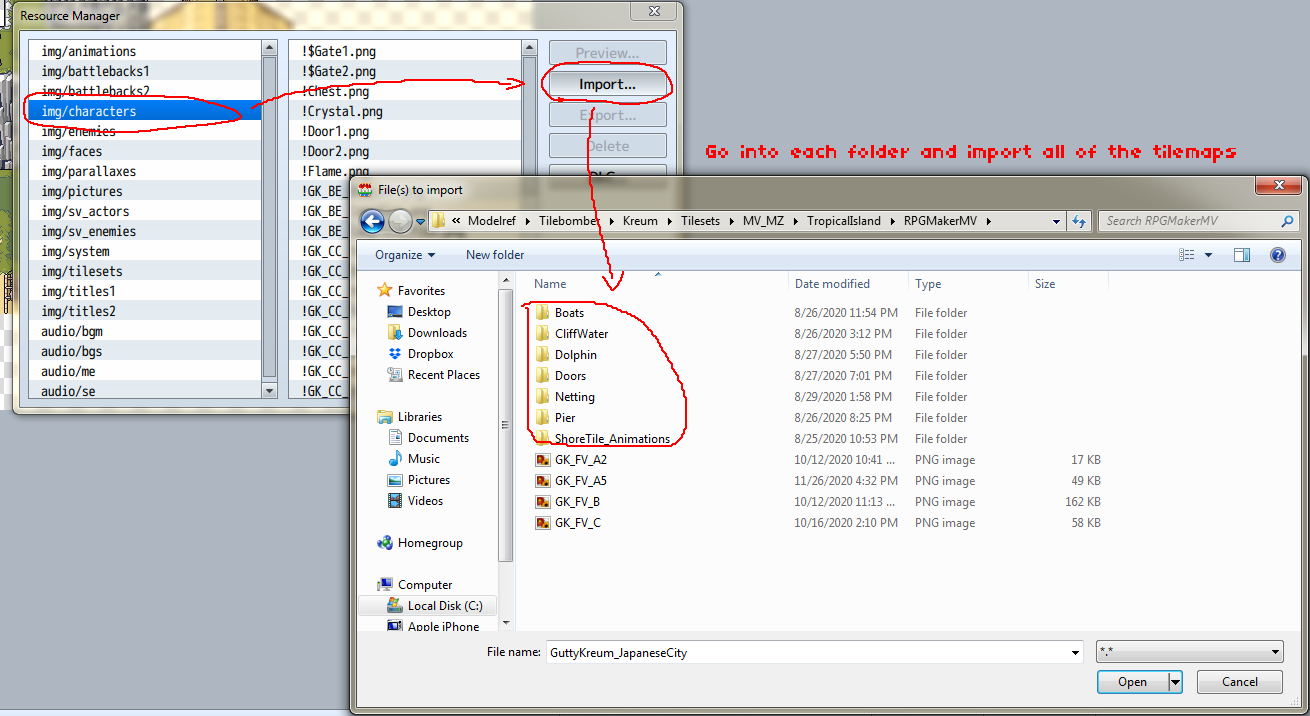 Resource Manager
img/animations
img/battlebacks1
img/battlebacks2
img/characters
img/enemies
img/faces
img/parallaxes
img/pictures
img/sv_actors
img/sv_enemies
img/system
img/tilesets
img/titles1
img/titles2
audio/bgm
audio/bgs
audio/me
audio/se
!$Gate1.png
!$Gate2.png
!Chest.png
!Crystal.png
!Door1.png
!Door2.png
!Flame.png
!GK_BE_
!GK_BE_
!GK_BE_
!GK_CC_
!GK_CC_
!GK_CC_
!GK_CC_
!GK_CC_
!GK_CC_
!GK_CC_
!GK_CC_
Preview...
Import...
Export...
Delete
Go into each folder and import all of the tilemaps
File(s) to import
« Modelref Tilebomber Kreum Tilesets MV_MZ TropicalIsland RPGMakerMV
Search RPGMakerMV
Organize New folder
Favorites
Desktop
Downloads
Dropbox
Recent Places
Libraries
Documents
Music
Pictures
Videos
Homegroup
Computer
Local Disk (C:)
Apple iPhone
Name Date modified Type Size
Boats 8/26/2020 11:54 PM File folder
CliffWater 8/26/2020 3:12 PM File folder
Dolphin 8/27/2020 5:50 PM File folder
Doors 8/27/2020 7:01 PM File folder
Netting 8/29/2020 1:58 PM File folder
Pier 8/26/2020 8:25 PM File folder
ShoreTile_Animations 8/25/2020 10:53 PM File folder
GK_FV_A2 10/12/2020 10:41 ... PNG image 17 KB
GK_FV_A5 11/26/2020 4:32 PM PNG image 49 KB
GK_FV_B 10/12/2020 11:13 ... PNG image 162 KB
GK_FV_C 10/16/2020 2:10 PM PNG image 58 KB
File name: GuttyKreum_JapaneseCity
*.*
Open Cancel